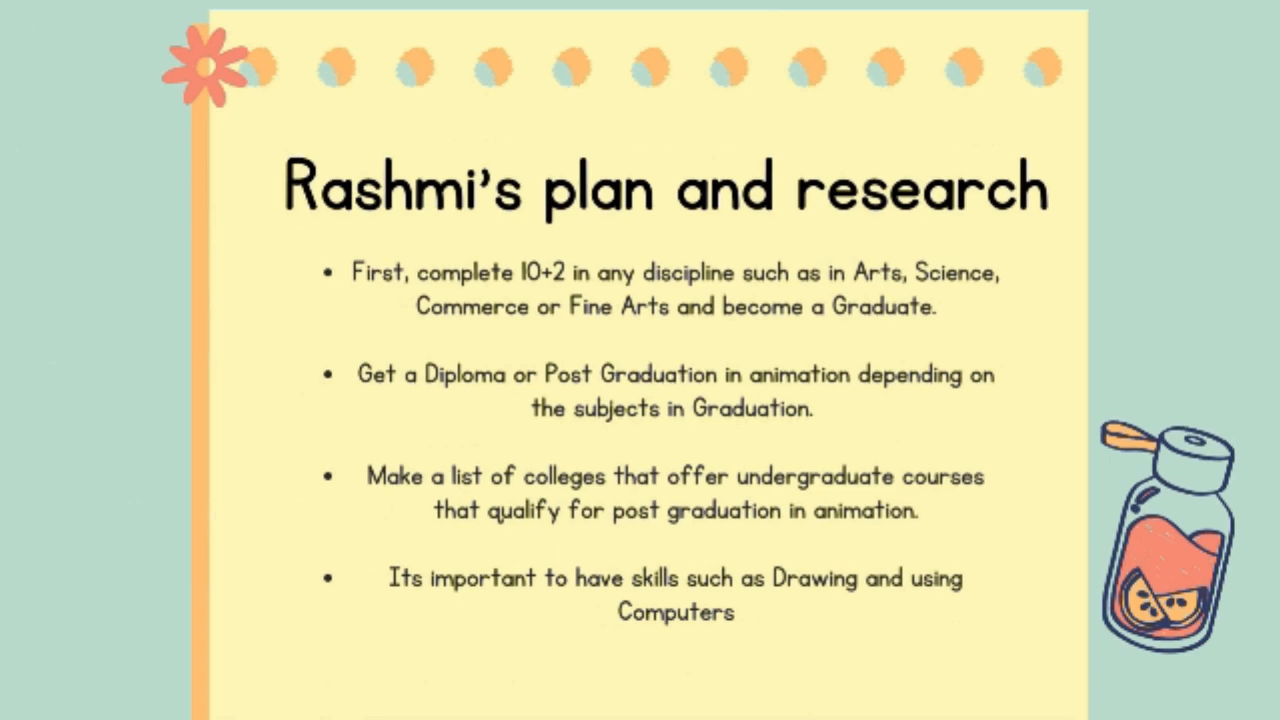 Rashmi's plan and research
• First, complete 10+2 in any discipline such as in Arts, Science,
Commerce or Fine Arts and become a Graduate.
• Get a Diploma or Post Graduation in animation depending on
the subjects in Graduation.
• Make a list of colleges that offer undergraduate courses
that qualify for post graduation in animation.
• Its important to have skills such as Drawing and using
Computers